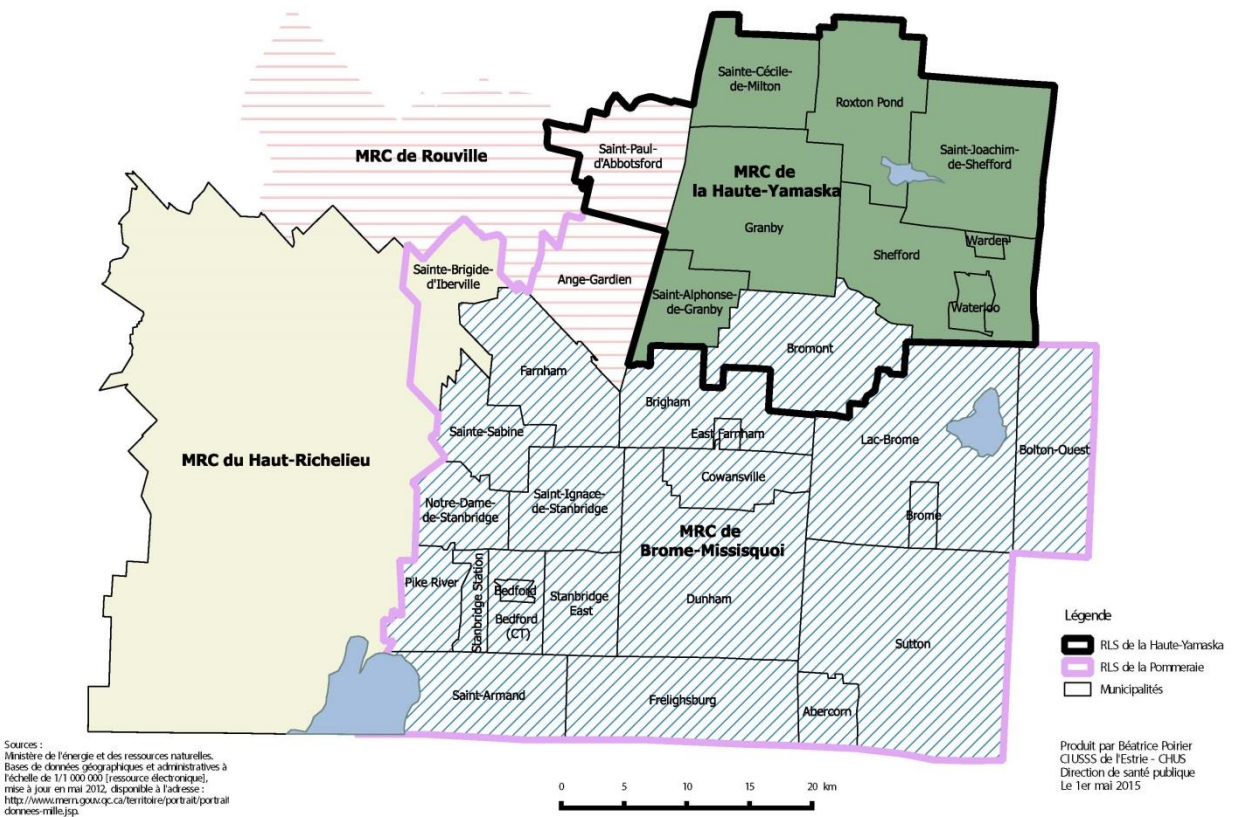 Sainte-Cécile-
de-Milton
Roxton Pond
Saint-Paul-
d'Abbotsford
MRC de Rouville
Saint-Joachim-
de-Shefford
MRC de
la Haute-Yamaska
Granby
Warden
Shefford
Sainte-Brigide-
d'Iberville
Ange-Gardien
Saint-Alphonse-
de-Granby
Waterloo
Bromont
Farnham
Brigham
Sainte-Sabine
East Farnham
Lac-Brome
Bolton-Ouest
MRC du Haut-Richelieu
Cowansville
Notre-Dame-
de-Stanbridge
Saint-Ignace-
de-Stanbridge
Brome
MRC de
Brome-Missisquoi
Pike River
Stanbridge Station
Bedford
Bedford
(CT)
Stanbridge
East
Dunham
Sutton
Saint-Armand
Frelighsburg
Abercorn
Légende
RLS de la Haute-Yamaska
RLS de la Pommeraie
Municipalités
Sources :
Ministère de l'énergie et des ressources naturelles.
Bases de données géographiques et administratives à
l'échelle de 1/1 000 000 [ressource électronique],
mise à jour en mai 2012, disponible à l'adresse :
http://www.mern.gouv.qc.ca/territoire/portrait/portrait
donnees-mille.jsp.
0 5 10 15 20 km
Produit par Béatrice Poirier
CIUSSS de l'Estrie - CHUS
Direction de santé publique
Le 1er mai 2015